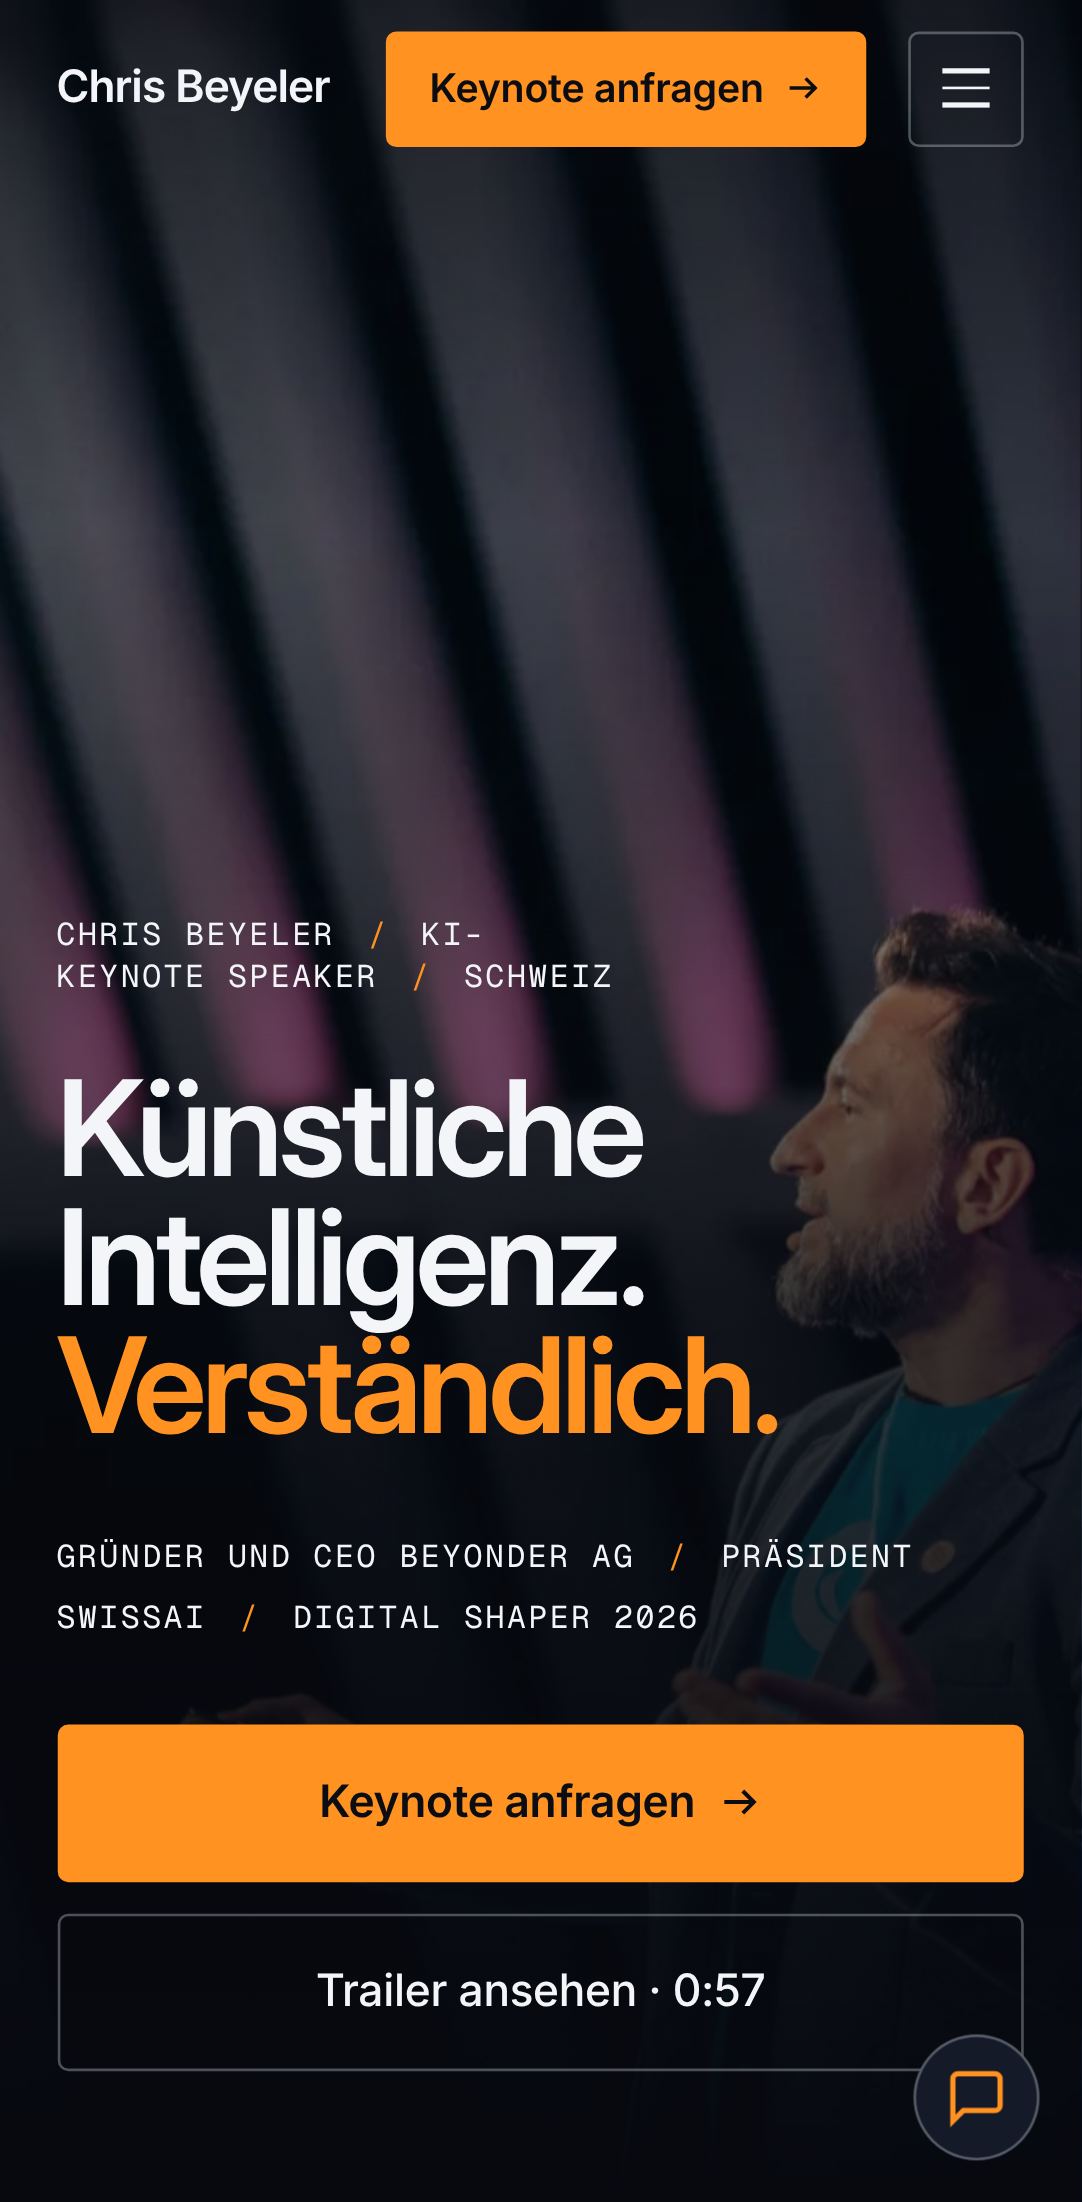 Chris Beyeler
Keynote anfragen →
CHRIS BEYELER / KI-
KEYNOTE SPEAKER / SCHWEIZ
Künstliche
Intelligenz.
Verständlich.
GRÜNDER UND CEO BEYONDER AG / PRÄSIDENT
SWISSAI / DIGITAL SHAPER 2026
Keynote anfragen →
Trailer ansehen · 0:57